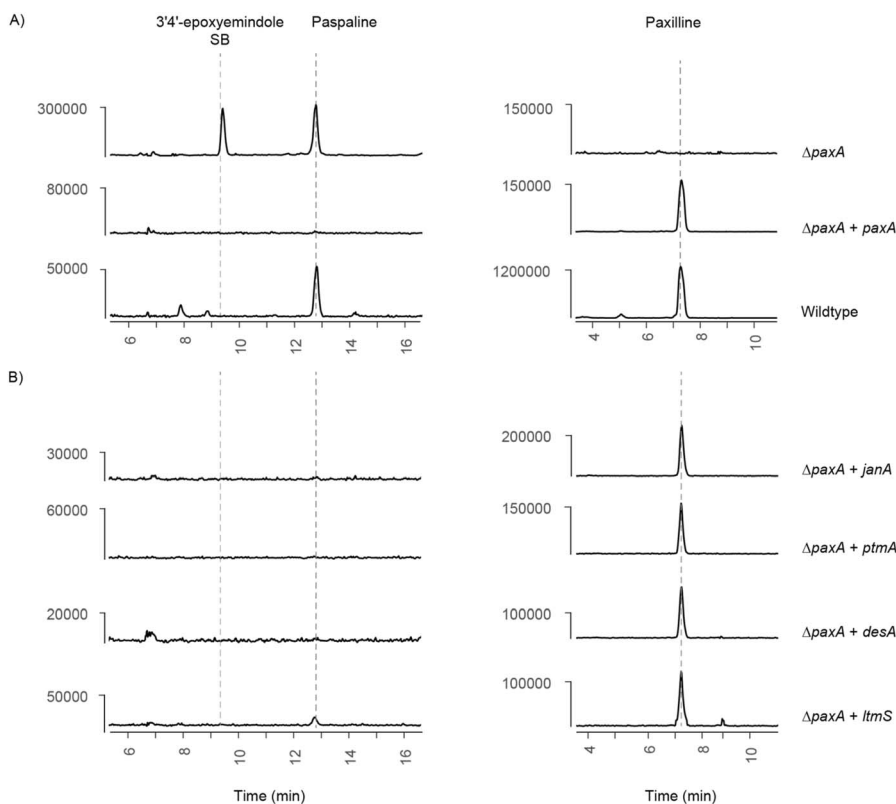 A)
3'4'-epoxyemindole
SB
Paspaline
Paxilline
300000
150000
ΔpaxA
80000
150000
ΔpaxA + paxA
50000
1200000
Wildtype
6 8 10 12 14 16
4 6 7 8 10
B)
30000
200000
ΔpaxA + janA
60000
150000
ΔpaxA + ptmA
20000
100000
ΔpaxA + desA
50000
100000
ΔpaxA + ltmS
6 8 10 12 14 16
4 6 7 8 10
Time (min)
Time (min)